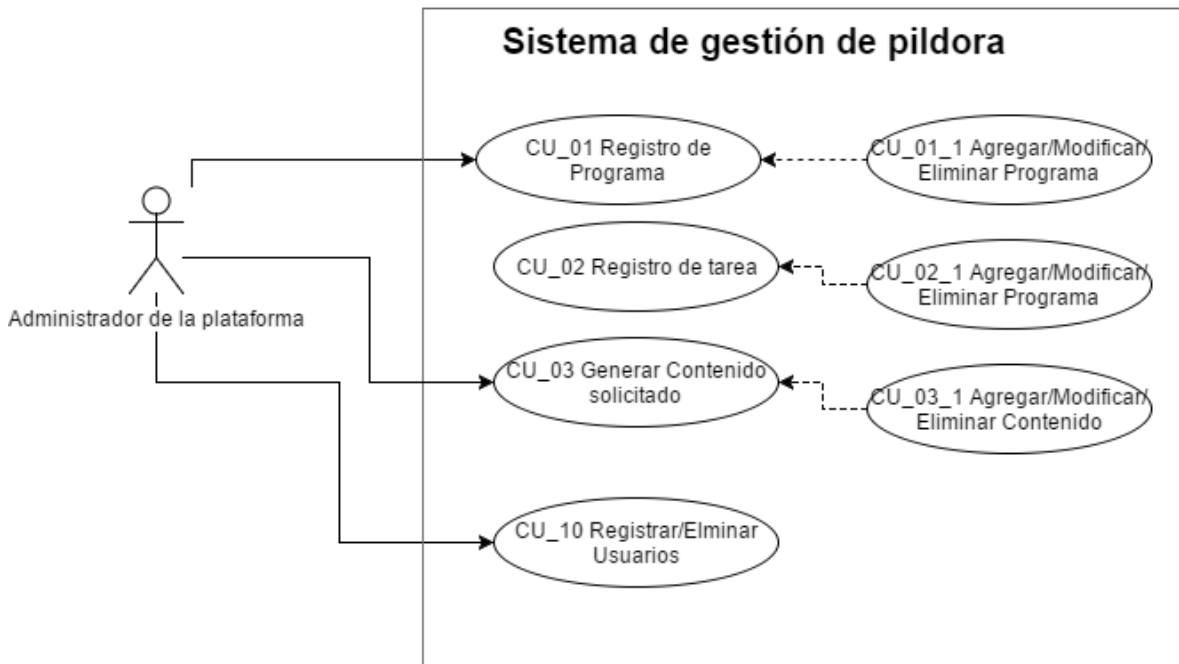 Sistema de gestión de pildora
CU_01 Registro de
Programa
CU_01_1 Agregar/Modificar/
Eliminar Programa
CU_02 Registro de tarea
CU_02_1 Agregar/Modificar/
Eliminar Programa
Administrador de la plataforma
CU_03 Generar Contenido
solicitado
CU_03_1 Agregar/Modificar/
Eliminar Contenido
CU_10 Registrar/Elminar
Usuarios